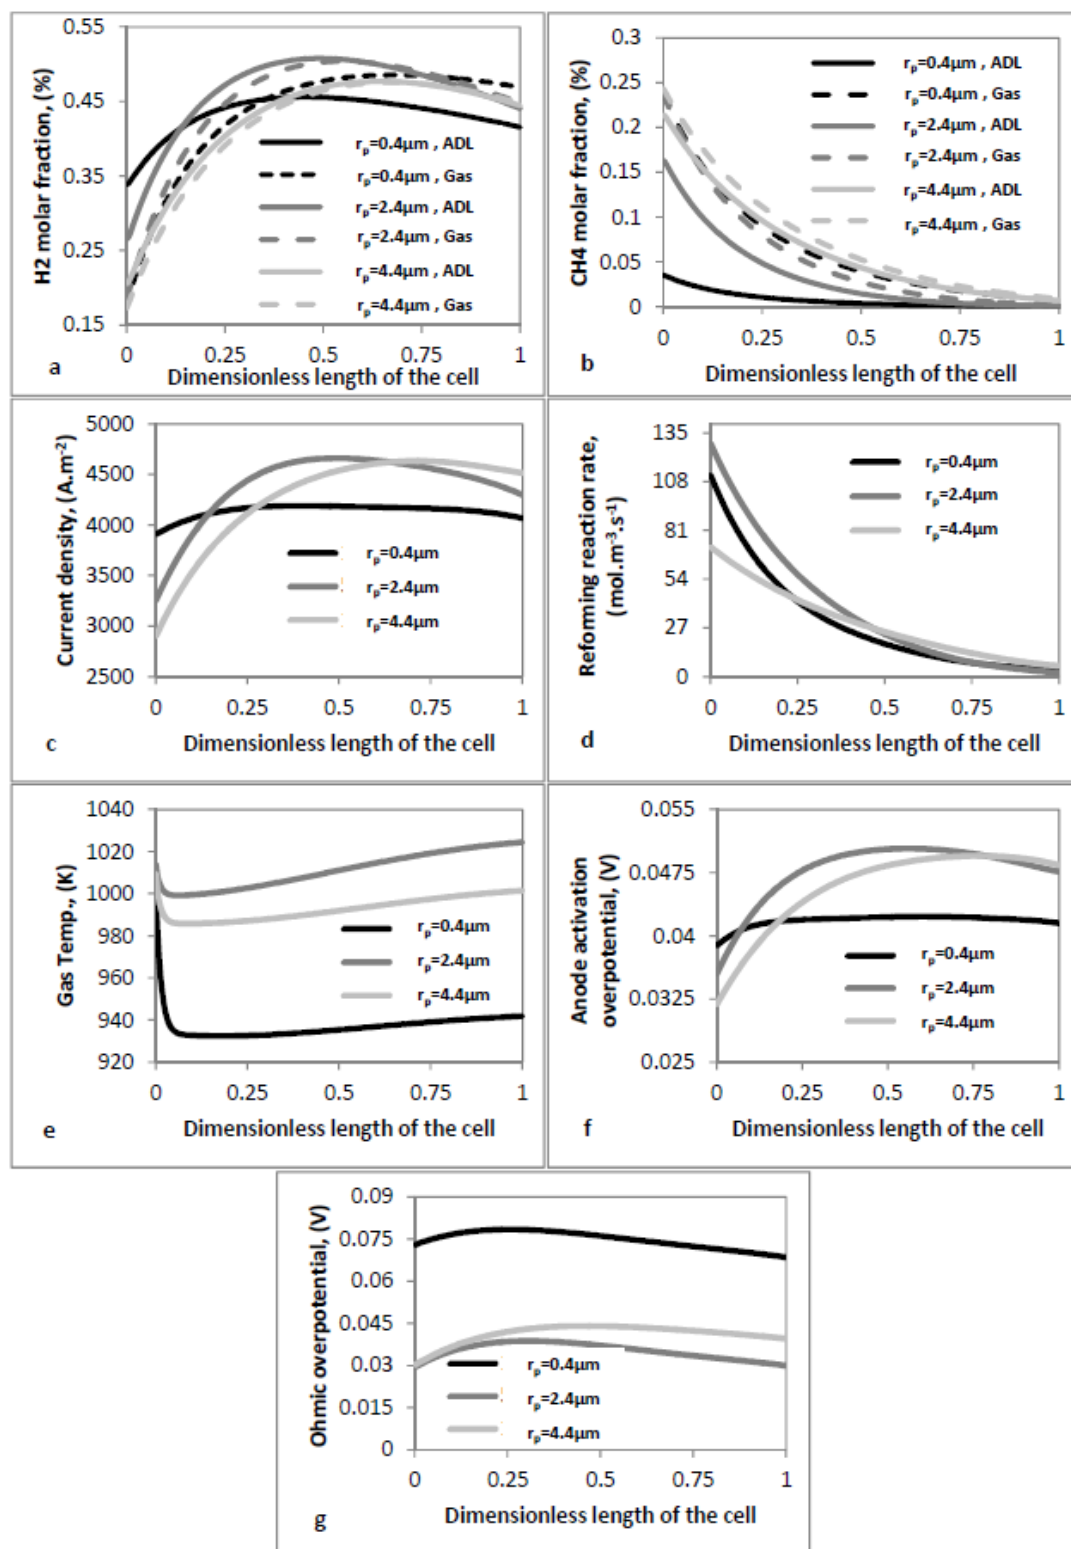 0.55
0.45
0.35
0.25
0.15
H2 molar fraction, (%)
rp=0.4µm , ADL
rp=0.4µm , Gas
rp=2.4µm , ADL
rp=2.4µm , Gas
rp=4.4µm , ADL
rp=4.4µm , Gas
0 0.25 0.5 0.75 1
Dimensionless length of the cell
a
0.3
0.25
0.2
0.15
0.1
0.05
0
CH4 molar fraction, (%)
rp=0.4µm , ADL
rp=0.4µm , Gas
rp=2.4µm , ADL
rp=2.4µm , Gas
rp=4.4µm , ADL
rp=4.4µm , Gas
0 0.25 0.5 0.75 1
Dimensionless length of the cell
b
5000
4500
4000
3500
3000
2500
Current density, (A.m-2)
rp=0.4µm
rp=2.4µm
rp=4.4µm
0 0.25 0.5 0.75 1
Dimensionless length of the cell
c
135
108
81
54
27
0
Reforming reaction rate,
(mol.m-3.s-1)
rp=0.4µm
rp=2.4µm
rp=4.4µm
0 0.25 0.5 0.75 1
Dimensionless length of the cell
d
1040
1020
1000
980
960
940
920
Gas Temp., (K)
rp=0.4µm
rp=2.4µm
rp=4.4µm
0 0.25 0.5 0.75 1
Dimensionless length of the cell
e
0.055
0.0475
0.04
0.0325
0.025
Anode activation
overpotential, (V)
rp=0.4µm
rp=2.4µm
rp=4.4µm
0 0.25 0.5 0.75 1
Dimensionless length of the cell
f
0.09
0.075
0.06
0.045
0.03
0.015
0
Ohmic overpotential, (V)
rp=0.4µm
rp=2.4µm
rp=4.4µm
0 0.25 0.5 0.75 1
Dimensionless length of the cell
g